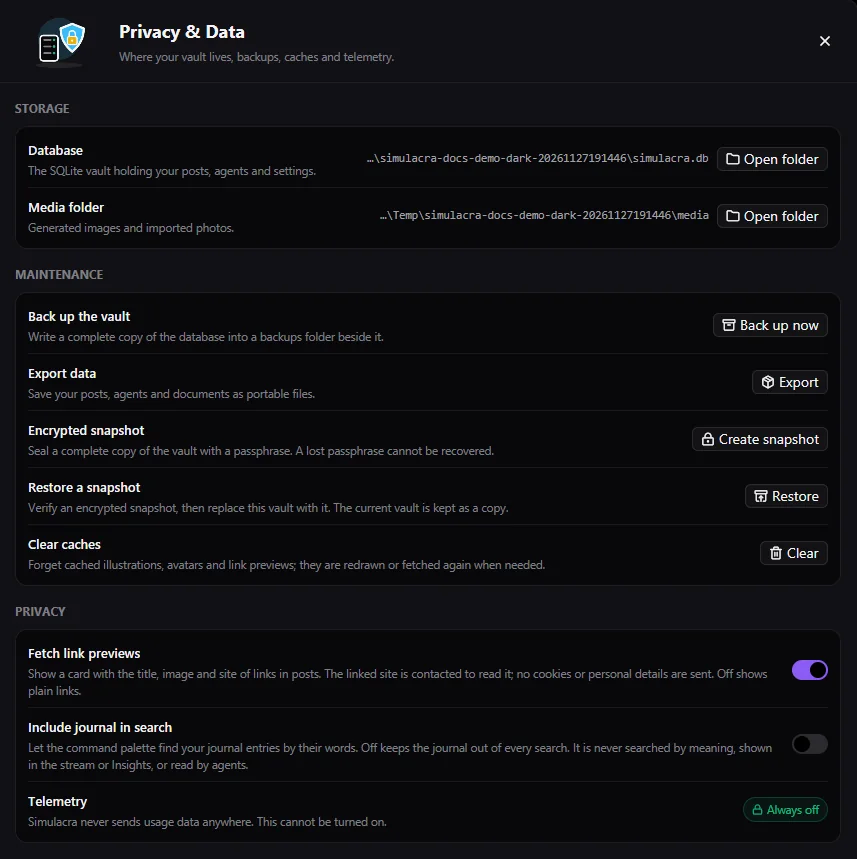 Privacy & Data
Where your vault lives, backups, caches and telemetry.
STORAGE
Database
The SQLite vault holding your posts, agents and settings.
…\simulacra-docs-demo-dark-20261127191446\simulacra.db
Open folder
Media folder
Generated images and imported photos.
…\Temp\simulacra-docs-demo-dark-20261127191446\media
Open folder
MAINTENANCE
Back up the vault
Write a complete copy of the database into a backups folder beside it.
Back up now
Export data
Save your posts, agents and documents as portable files.
Export
Encrypted snapshot
Seal a complete copy of the vault with a passphrase. A lost passphrase cannot be recovered.
Create snapshot
Restore a snapshot
Verify an encrypted snapshot, then replace this vault with it. The current vault is kept as a copy.
Restore
Clear caches
Forget cached illustrations, avatars and link previews; they are redrawn or fetched again when needed.
Clear
PRIVACY
Fetch link previews
Show a card with the title, image and site of links in posts. The linked site is contacted to read it; no cookies or personal details are sent. Off shows
plain links.
Include journal in search
Let the command palette find your journal entries by their words. Off keeps the journal out of every search. It is never searched by meaning, shown
in the stream or Insights, or read by agents.
Telemetry
Simulacra never sends usage data anywhere. This cannot be turned on.
Always off